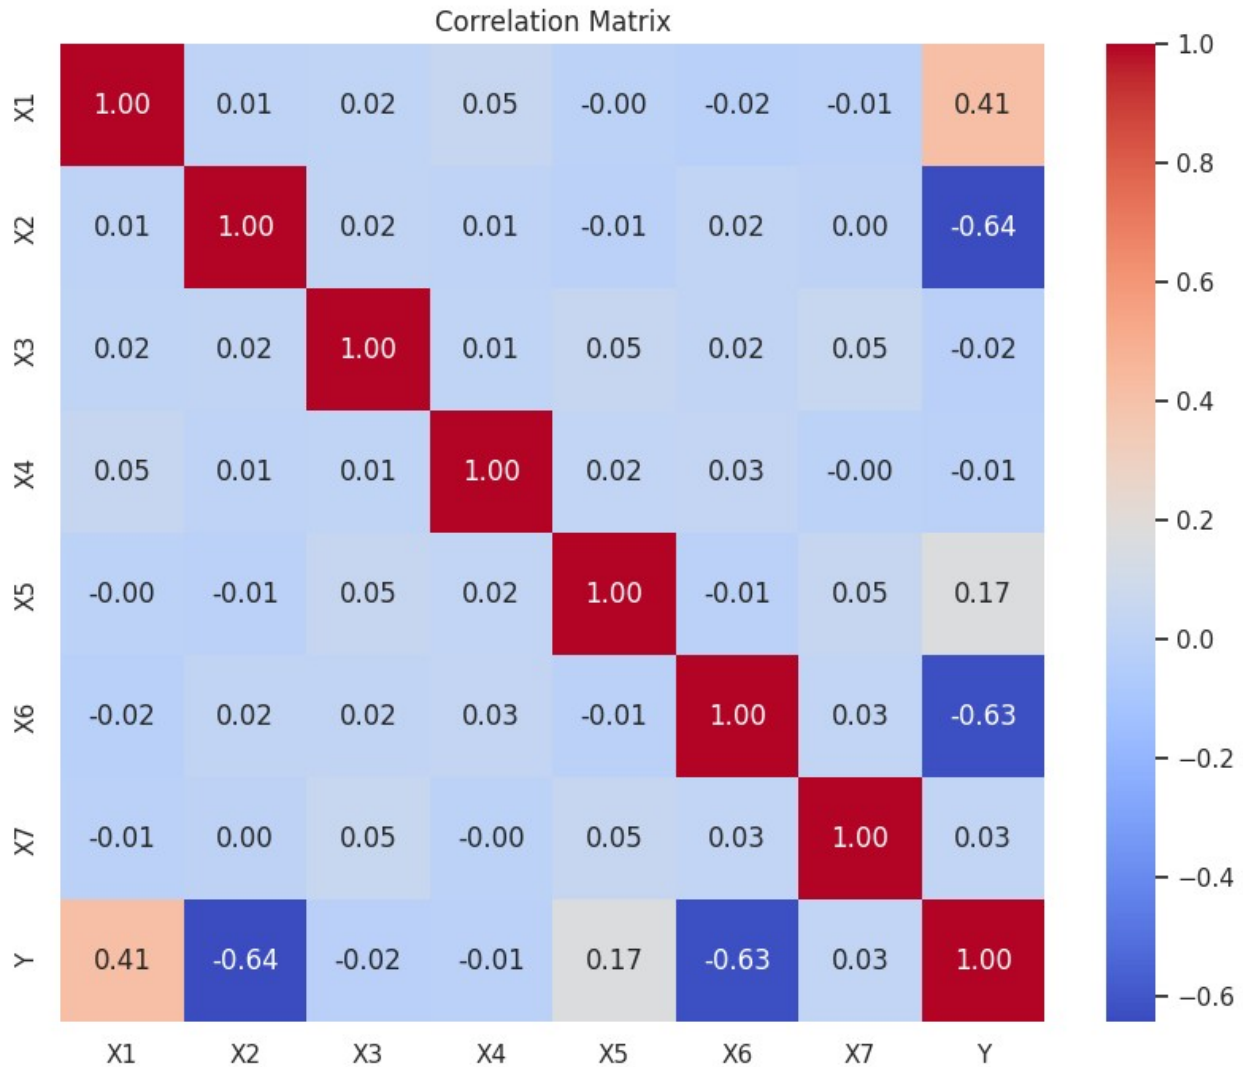 Correlation Matrix
X1 1.00 0.01 0.02 0.05 -0.00 -0.02 -0.01 0.41
X2 0.01 1.00 0.02 0.01 -0.01 0.02 0.00 -0.64
X3 0.02 0.02 1.00 0.01 0.05 0.02 0.05 -0.02
X4 0.05 0.01 0.01 1.00 0.02 0.03 -0.00 -0.01
X5 -0.00 -0.01 0.05 0.02 1.00 -0.01 0.05 0.17
X6 -0.02 0.02 0.02 0.03 -0.01 1.00 0.03 -0.63
X7 -0.01 0.00 0.05 -0.00 0.05 0.03 1.00 0.03
Y 0.41 -0.64 -0.02 -0.01 0.17 -0.63 0.03 1.00
X1 X2 X3 X4 X5 X6 X7 Y
1.0
0.8
0.6
0.4
0.2
0.0
−0.2
−0.4
−0.6